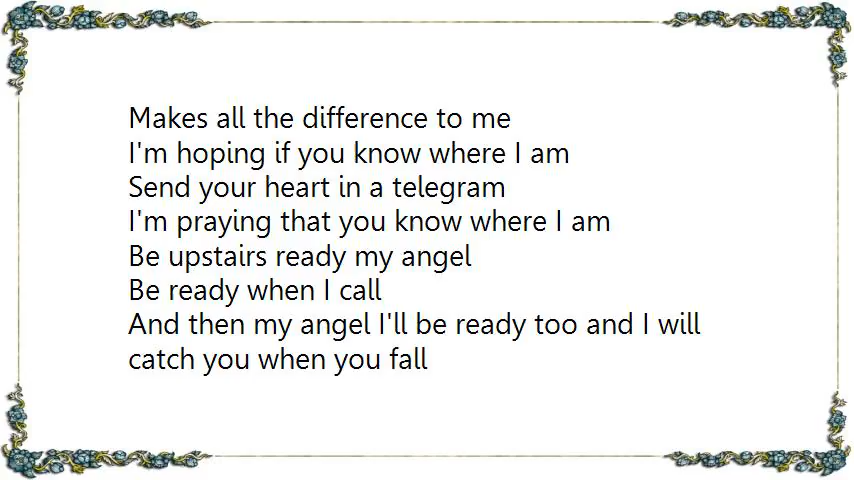 Makes all the difference to me
I'm hoping if you know where I am
Send your heart in a telegram
I'm praying that you know where I am
Be upstairs ready my angel
Be ready when I call
And then my angel I'll be ready too and I will
catch you when you fall